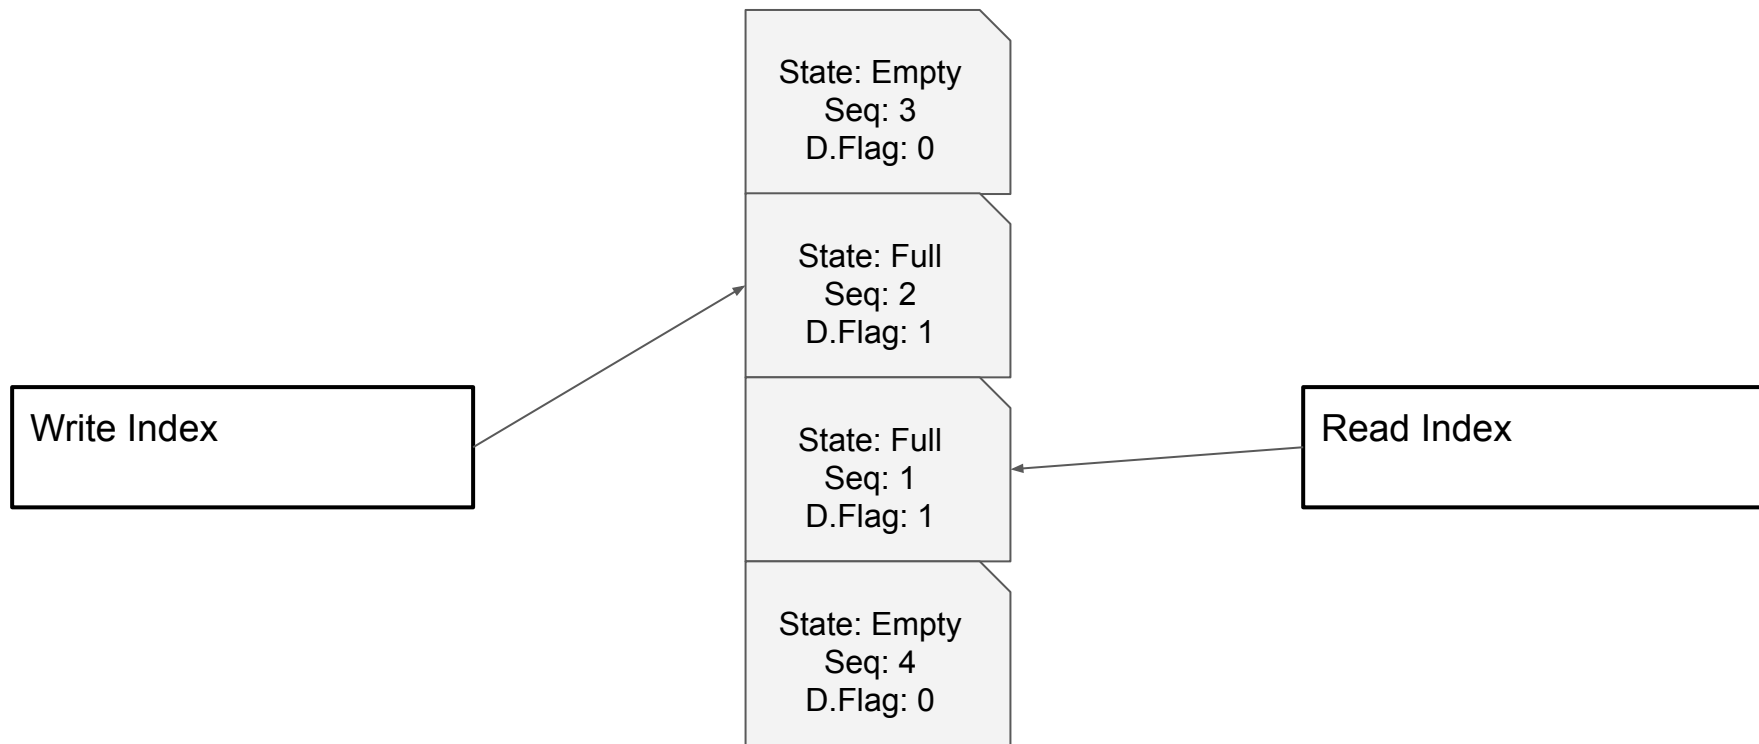 State: Empty
Seq: 3
D.Flag: 0
State: Full
Seq: 2
D.Flag: 1
Write Index
State: Full
Seq: 1
D.Flag: 1
Read Index
State: Empty
Seq: 4
D.Flag: 0